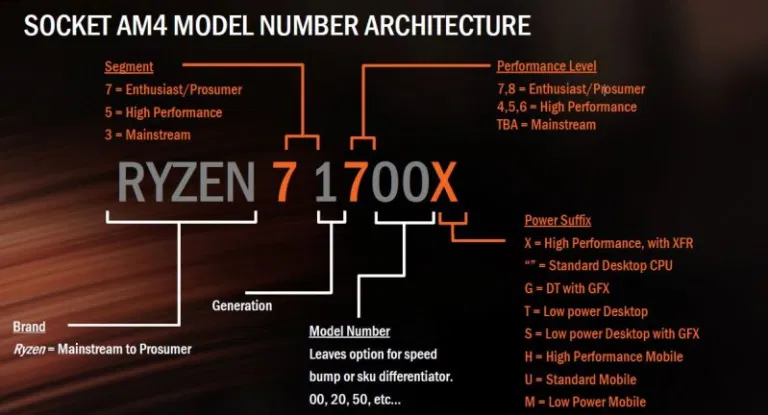 SOCKET AM4 MODEL NUMBER ARCHITECTURE
Segment
7 = Enthusiast/Prosumer
5 = High Performance
3 = Mainstream
Performance Level
7,8 = Enthusiast/Prosumer
4,5,6 = High Performance
TBA = Mainstream
RYZEN 7 1700X
Brand
Ryzen = Mainstream to Prosumer
Generation
Model Number
Leaves option for speed
bump or sku differentiator.
00, 20, 50, etc...
Power Suffix
X = High Performance, with XFR
“” = Standard Desktop CPU
G = DT with GFX
T = Low power Desktop
S = Low power Desktop with GFX
H = High Performance Mobile
U = Standard Mobile
M = Low Power Mobile